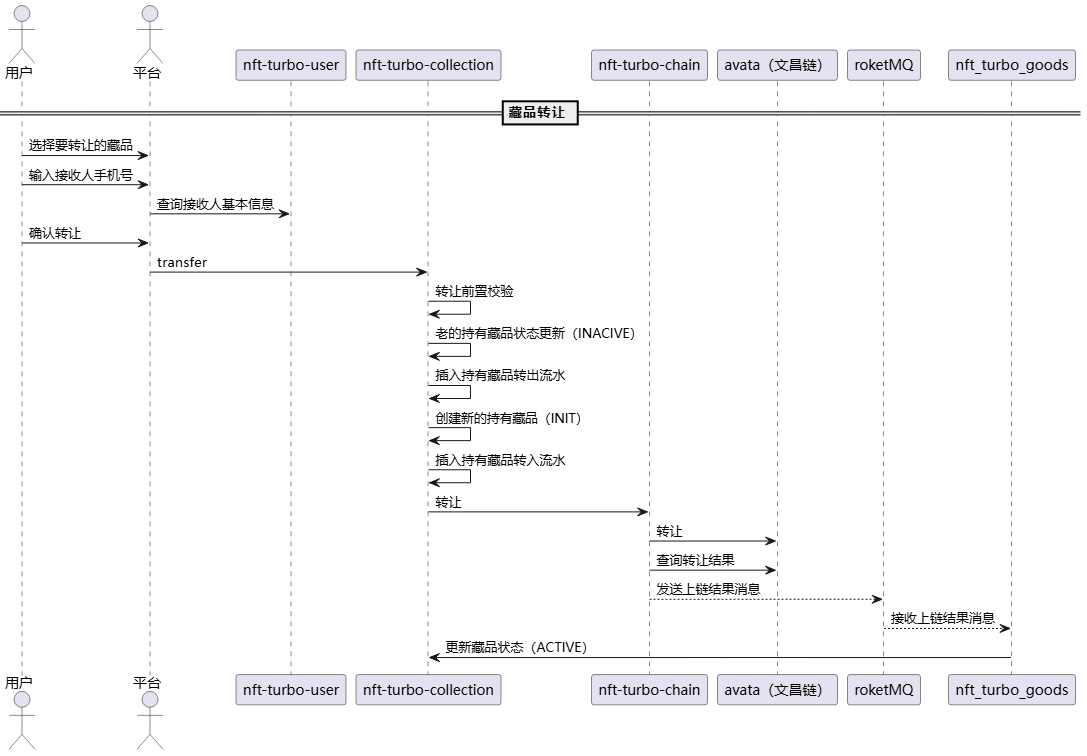 用户
平台
nft-turbo-user
nft-turbo-collection
nft-turbo-chain
avata（文昌链）
roketMQ
nft_turbo_goods
藏品转让
选择要转让的藏品
输入接收人手机号
查询接收人基本信息
确认转让
transfer
转让前置校验
老的持有藏品状态更新（INACIVE）
插入持有藏品转出流水
创建新的持有藏品（INIT）
插入持有藏品转入流水
转让
转让
查询转让结果
发送上链结果消息
接收上链结果消息
更新藏品状态（ACTIVE）
用户
平台
nft-turbo-user
nft-turbo-collection
nft-turbo-chain
avata（文昌链）
roketMQ
nft_turbo_goods